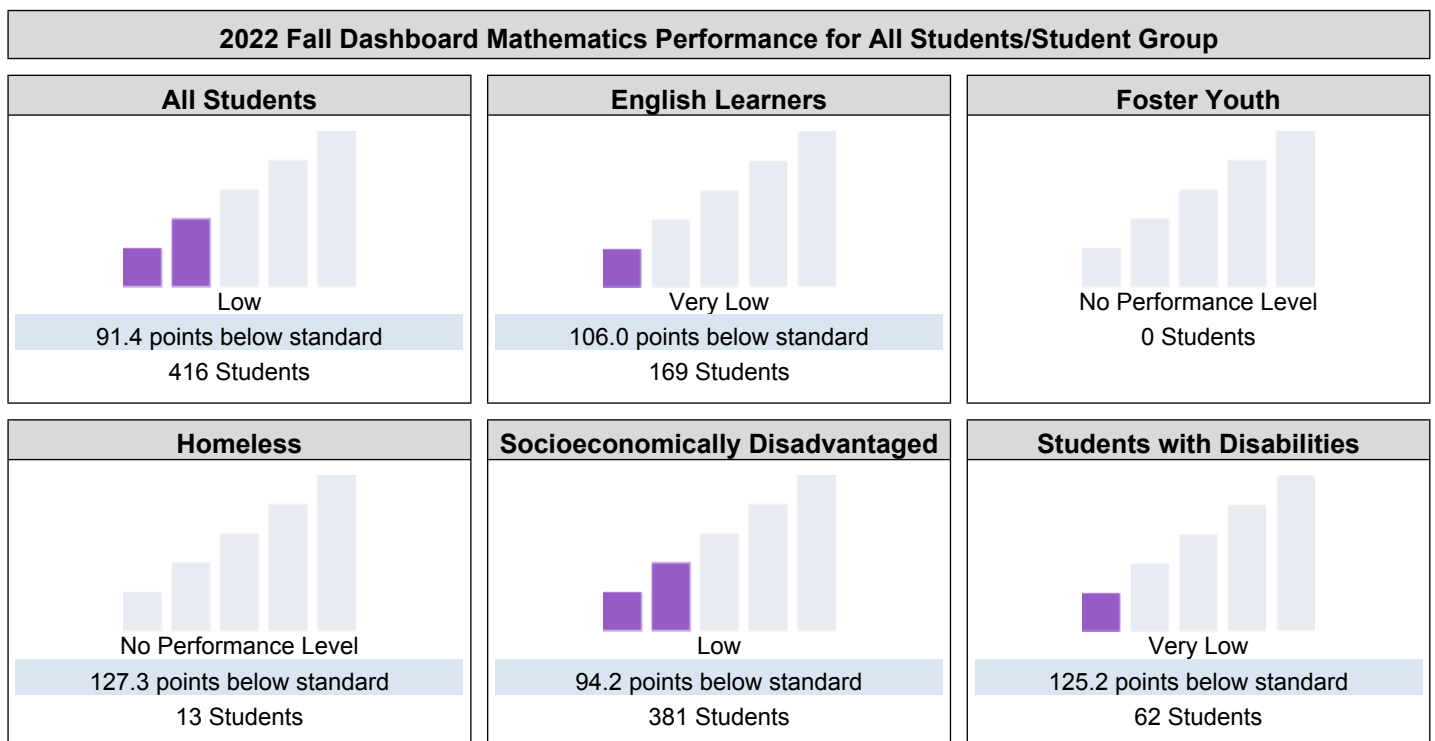 2022 Fall Dashboard Mathematics Performance for All Students/Student Group
All Students
Low
91.4 points below standard
416 Students
English Learners
Very Low
106.0 points below standard
169 Students
Foster Youth
No Performance Level
0 Students
Homeless
No Performance Level
127.3 points below standard
13 Students
Socioeconomically Disadvantaged
Low
94.2 points below standard
381 Students
Students with Disabilities
Very Low
125.2 points below standard
62 Students